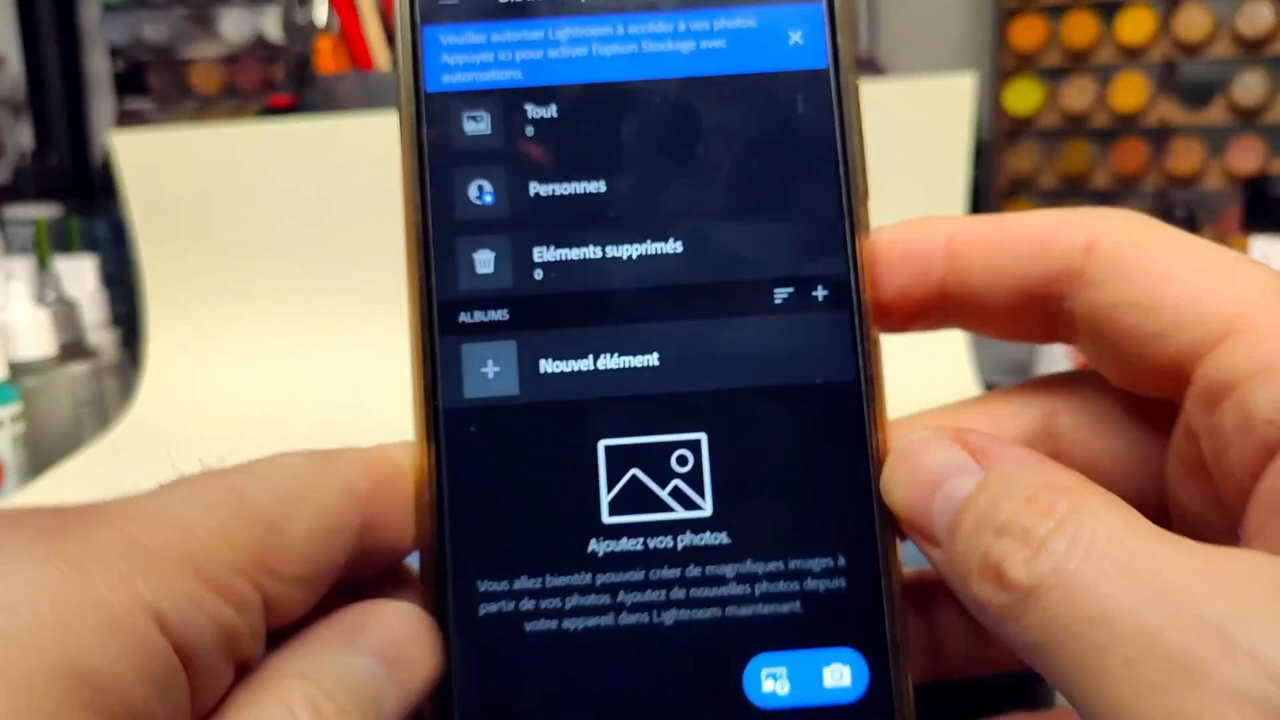 Veuillez autoriser Lightroom à accéder à vos photos.
Appuyez ici pour activer l'option Stockage avec
autorisations.
Tout
0
Personnes
Eléments supprimés
0
ALBUMS
Nouvel élément
Ajoutez vos photos.
Vous allez bientôt pouvoir créer de magnifiques images à
partir de vos photos. Ajoutez de nouvelles photos depuis
votre appareil dans Lightroom maintenant.